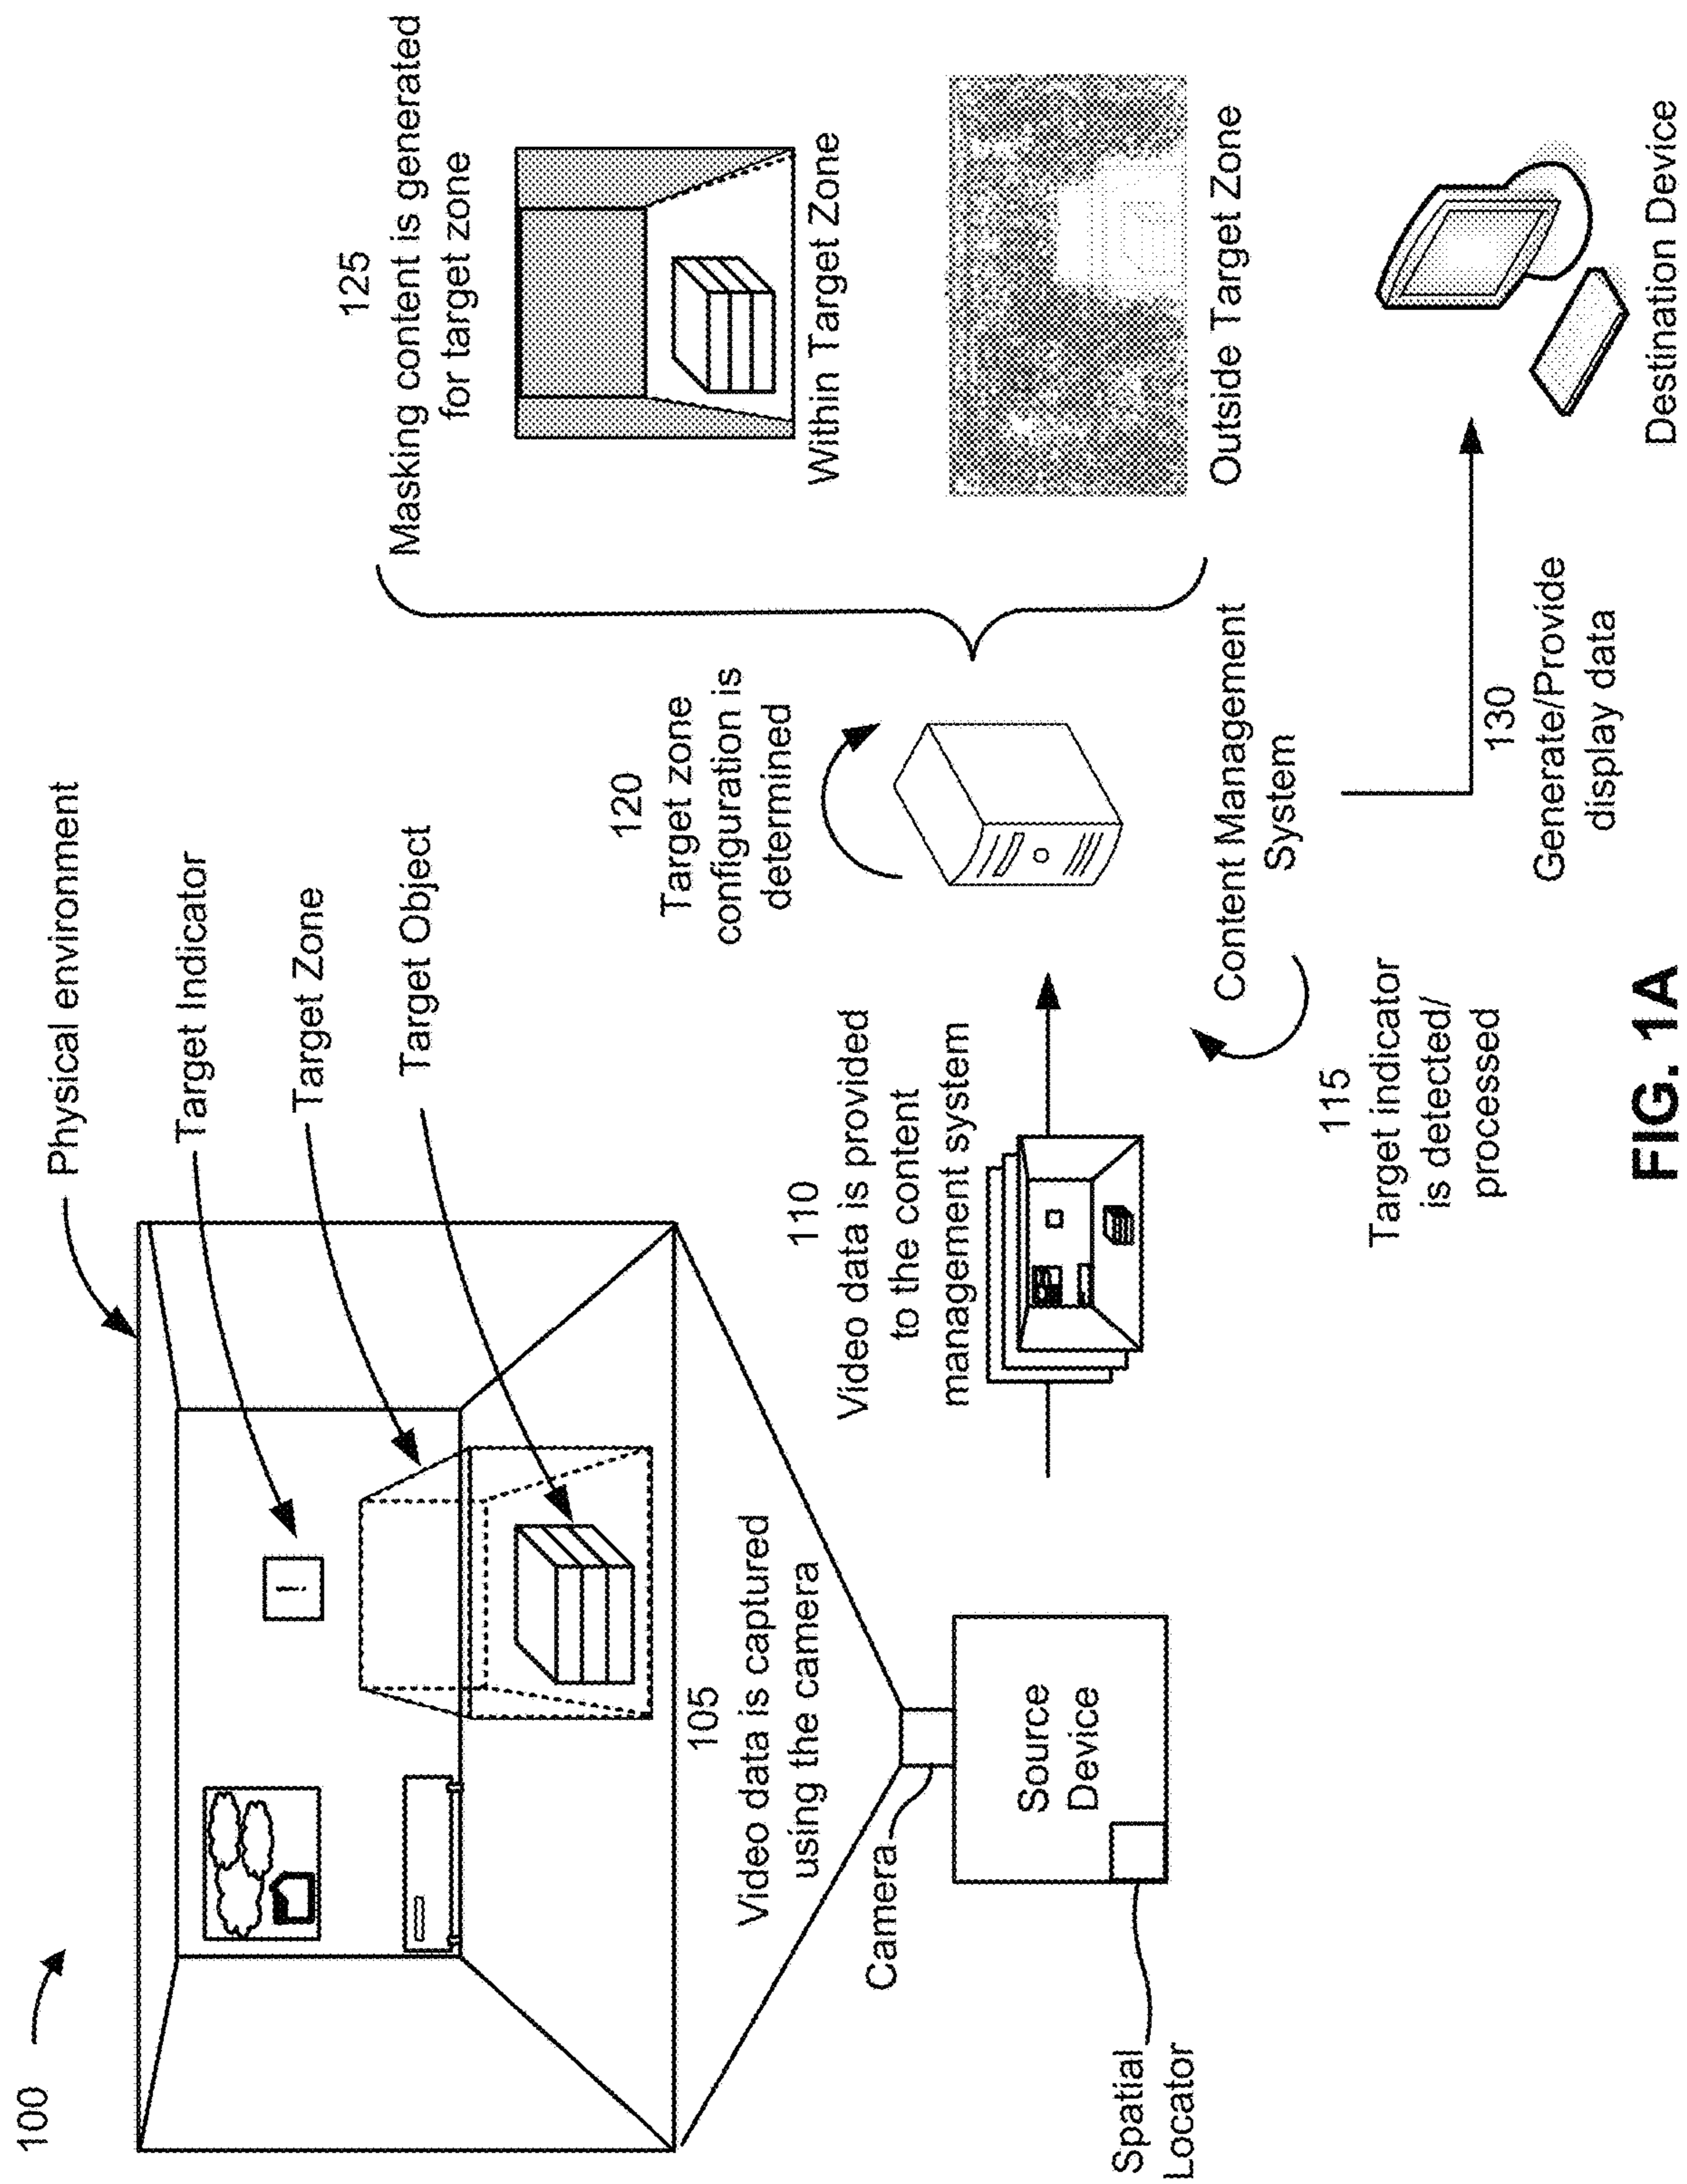 100
Physical environment
Target Indicator
Target Zone
Target Object
!
105
Video data is captured
using the camera
Camera
Source
Device
Spatial
Locator
110
Video data is provided
to the content
management system
115
Target indicator
is detected/
processed
120
Target zone
configuration is
determined
Content Management
System
125
Masking content is generated
for target zone
Within Target Zone
Outside Target Zone
130
Generate/Provide
display data
Destination Device
FIG. 1A